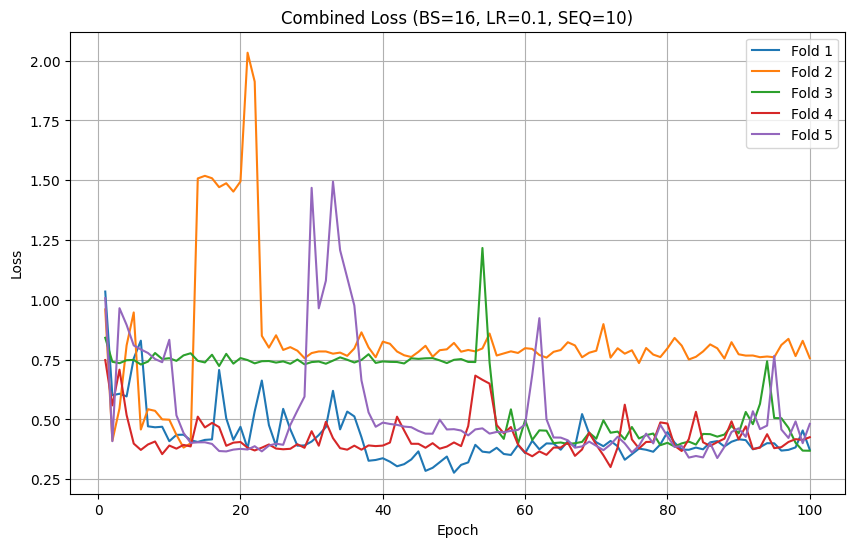 Combined Loss (BS=16, LR=0.1, SEQ=10)
Fold 1
Fold 2
Fold 3
Fold 4
Fold 5
Loss
2.00
1.75
1.50
1.25
1.00
0.75
0.50
0.25
0 20 40 60 80 100
Epoch